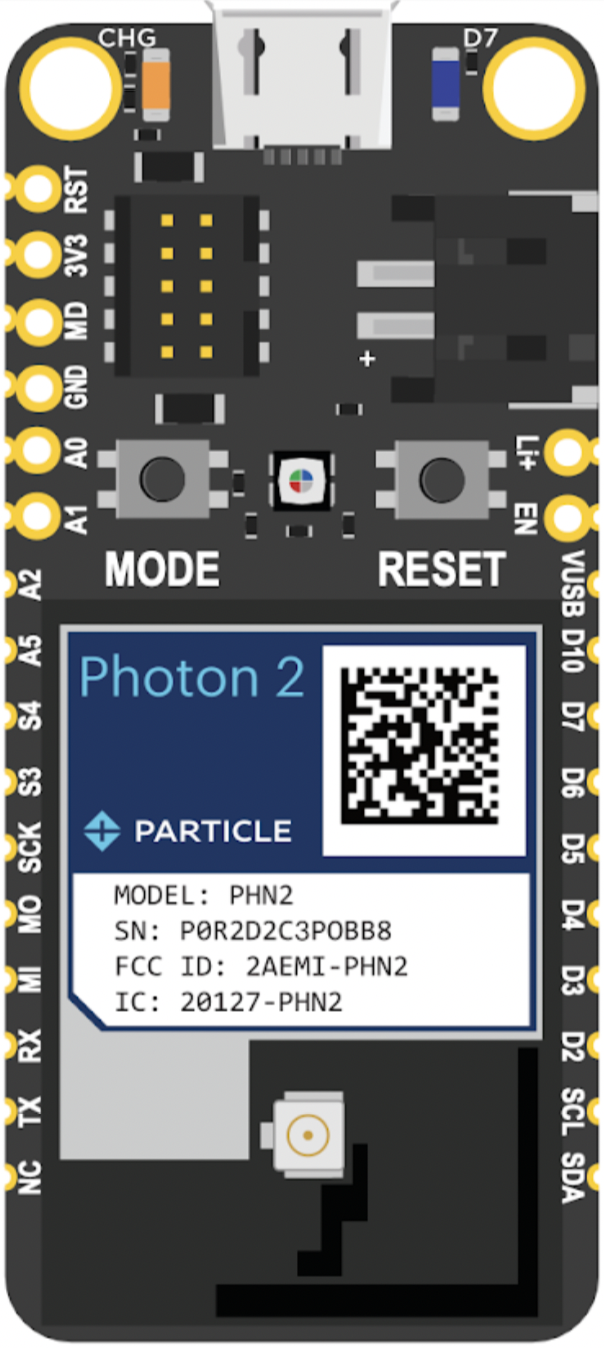 CHG
D7
RST
3V3
MD
GND
A0
A1
A2
A5
S4
S3
SCK
MO
MI
RX
TX
NC
+
Li+
EN
VUSB
D10
D7
D6
D5
D4
D3
D2
SCL
SDA
MODE
RESET
Photon 2
PARTICLE
MODEL: PHN2
SN: P0R2D2C3POBB8
FCC ID: 2AEMI-PHN2
IC: 20127-PHN2